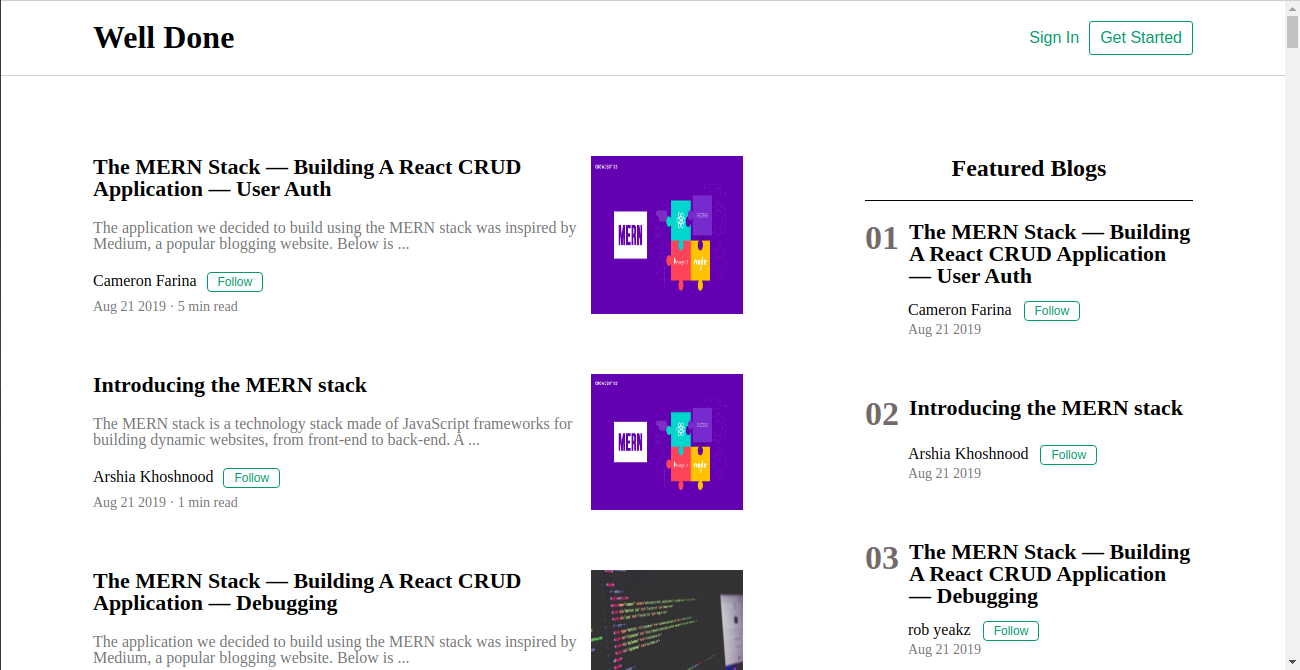 Well Done
Sign In
Get Started
The MERN Stack — Building A React CRUD
Application — User Auth
The application we decided to build using the MERN stack was inspired by
Medium, a popular blogging website. Below is ...
Cameron Farina Follow
Aug 21 2019 · 5 min read
MERN
node
Introducing the MERN stack
The MERN stack is a technology stack made of JavaScript frameworks for
building dynamic websites, from front-end to back-end. Â ...
Arshia Khoshnood Follow
Aug 21 2019 · 1 min read
MERN
node
The MERN Stack — Building A React CRUD
Application — Debugging
The application we decided to build using the MERN stack was inspired by
Medium, a popular blogging website. Below is ...
Featured Blogs
01
The MERN Stack — Building
A React CRUD Application
— User Auth
Cameron Farina Follow
Aug 21 2019
02
Introducing the MERN stack
Arshia Khoshnood Follow
Aug 21 2019
03
The MERN Stack — Building
A React CRUD Application
— Debugging
rob yeakz Follow
Aug 21 2019